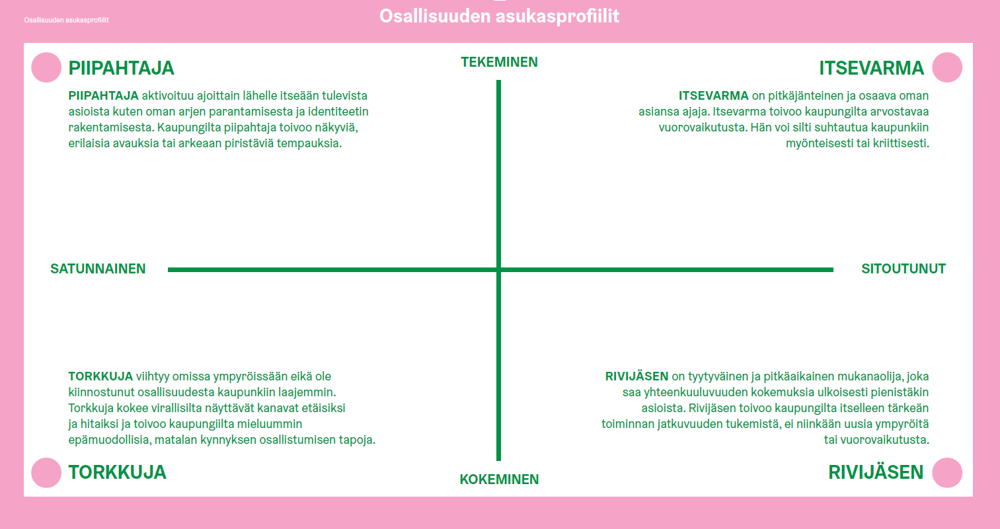 Osallisuuden asukasprofiilit
Osallisuuden asukasprofiilit
PIIPAHTAJA
PIIPAHTAJA aktivoituu ajoittain lähelle itseään tulevista
asioista kuten oman arjen parantamisesta ja identiteetin
rakentamisesta. Kaupungilta piipahtaja toivoo näkyviä,
erilaisia avauksia tai arkeaan piristäviä tempauksia.
TEKEMINEN
ITSEVARMA
ITSEVARMA on pitkäjänteinen ja osaava oman
asiansa ajaja. Itsevarma toivoo kaupungilta arvostavaa
vuorovaikutusta. Hän voi silti suhtautua kaupunkiin
myönteisesti tai kriittisesti.
SATUNNAINEN
SITOUTUNUT
TORKKUJA viihtyy omissa ympyröissään eikä ole
kiinnostunut osallisuudesta kaupunkiin laajemmin.
Torkkuja kokee virallisilta näyttävät kanavat etäisiksi
ja hitaiksi ja toivoo kaupungiilta mieluummin
epämuodollisia, matalan kynnyksen osallistumisen tapoja.
TORKKUJA
KOKEMINEN
RIVIJÄSEN on tyytyväinen ja pitkäaikainen mukanaolija, joka
saa yhteenkuuluvuuden kokemuksia ulkoisesti pienistäkin
asioista. Rivijäsen toivoo kaupungilta itselleen tärkeän
toiminnan jatkuvuuden tukemistä, ei niinkään uusia ympyröitä
tai vuorovaikutusta.
RIVIJÄSEN